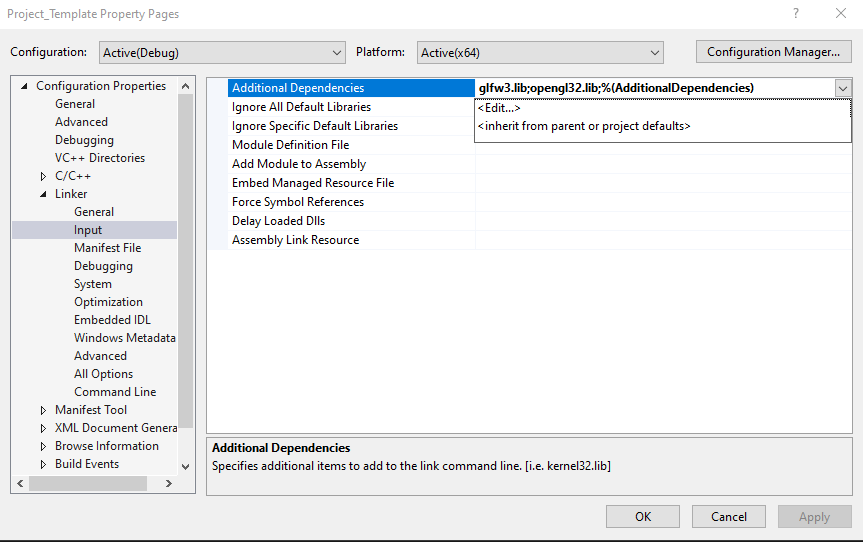 Project_Template Property Pages
? ×
Configuration: Active(Debug) Platform: Active(x64) Configuration Manager...
Configuration Properties
General
Advanced
Debugging
VC++ Directories
C/C++
Linker
General
Input
Manifest File
Debugging
System
Optimization
Embedded IDL
Windows Metadata
Advanced
All Options
Command Line
Manifest Tool
XML Document Genera
Browse Information
Build Events
Additional Dependencies glfw3.lib;opengl32.lib;%(AdditionalDependencies)
Ignore All Default Libraries <Edit...>
Ignore Specific Default Libraries <inherit from parent or project defaults>
Module Definition File
Add Module to Assembly
Embed Managed Resource File
Force Symbol References
Delay Loaded Dlls
Assembly Link Resource
Additional Dependencies
Specifies additional items to add to the link command line. [i.e. kernel32.lib]
OK Cancel Apply